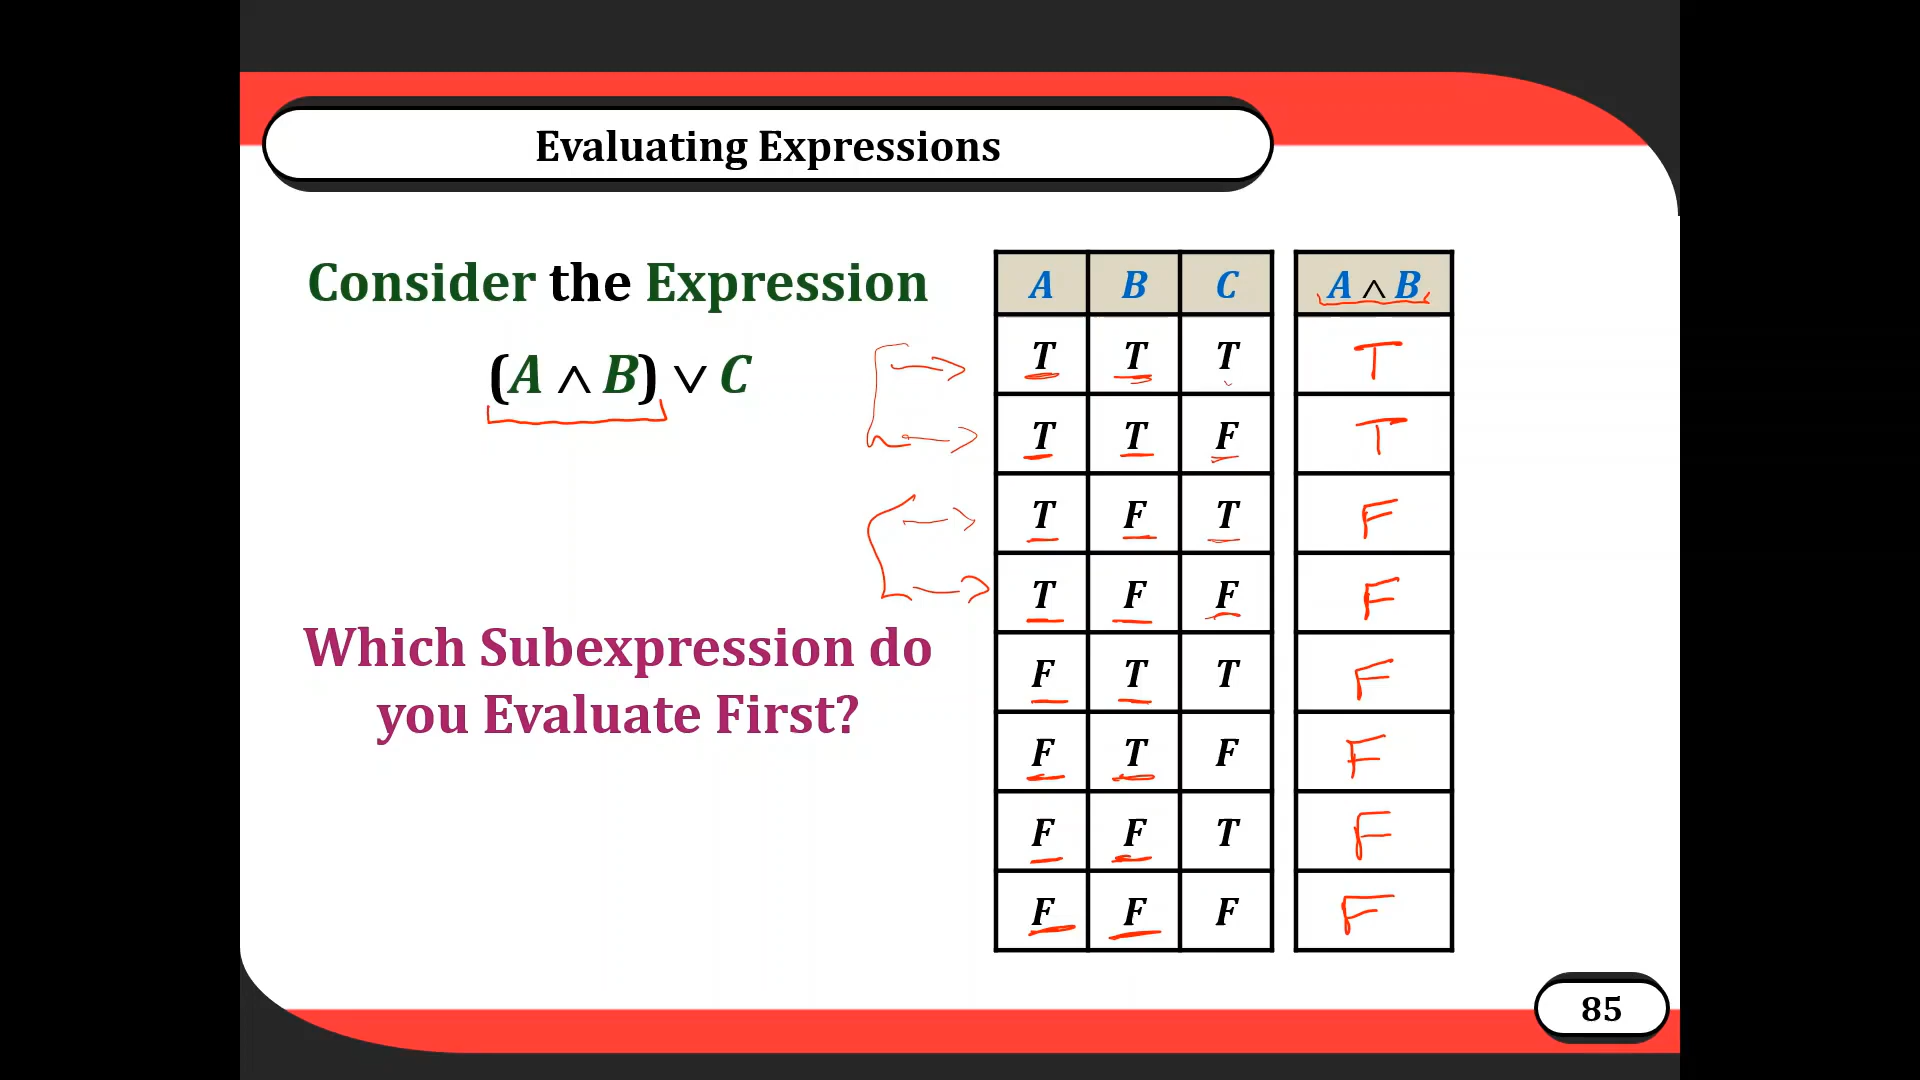 Evaluating Expressions
Consider the Expression
(A ∧ B) ∨ C
Which Subexpression do
you Evaluate First?
A B C A ∧ B
T T T T
T T F T
T F T F
T F F F
F T T F
F T F F
F F T F
F F F F
85